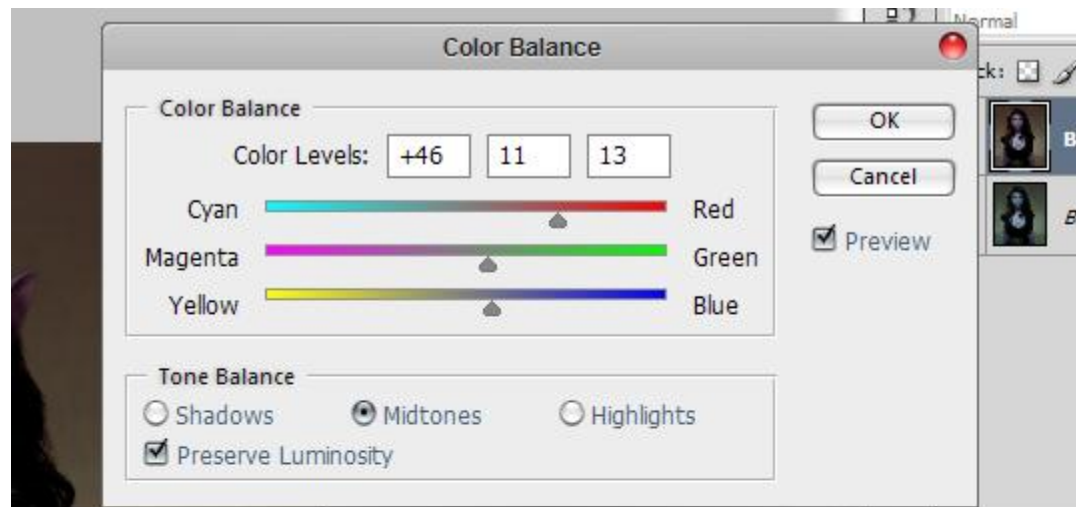 Normal
Color Balance
Color Balance
OK
Color Levels: +46 11 13
Cancel
Cyan Red
Preview
Magenta Green
Yellow Blue
Tone Balance
Shadows Midtones Highlights
Preserve Luminosity